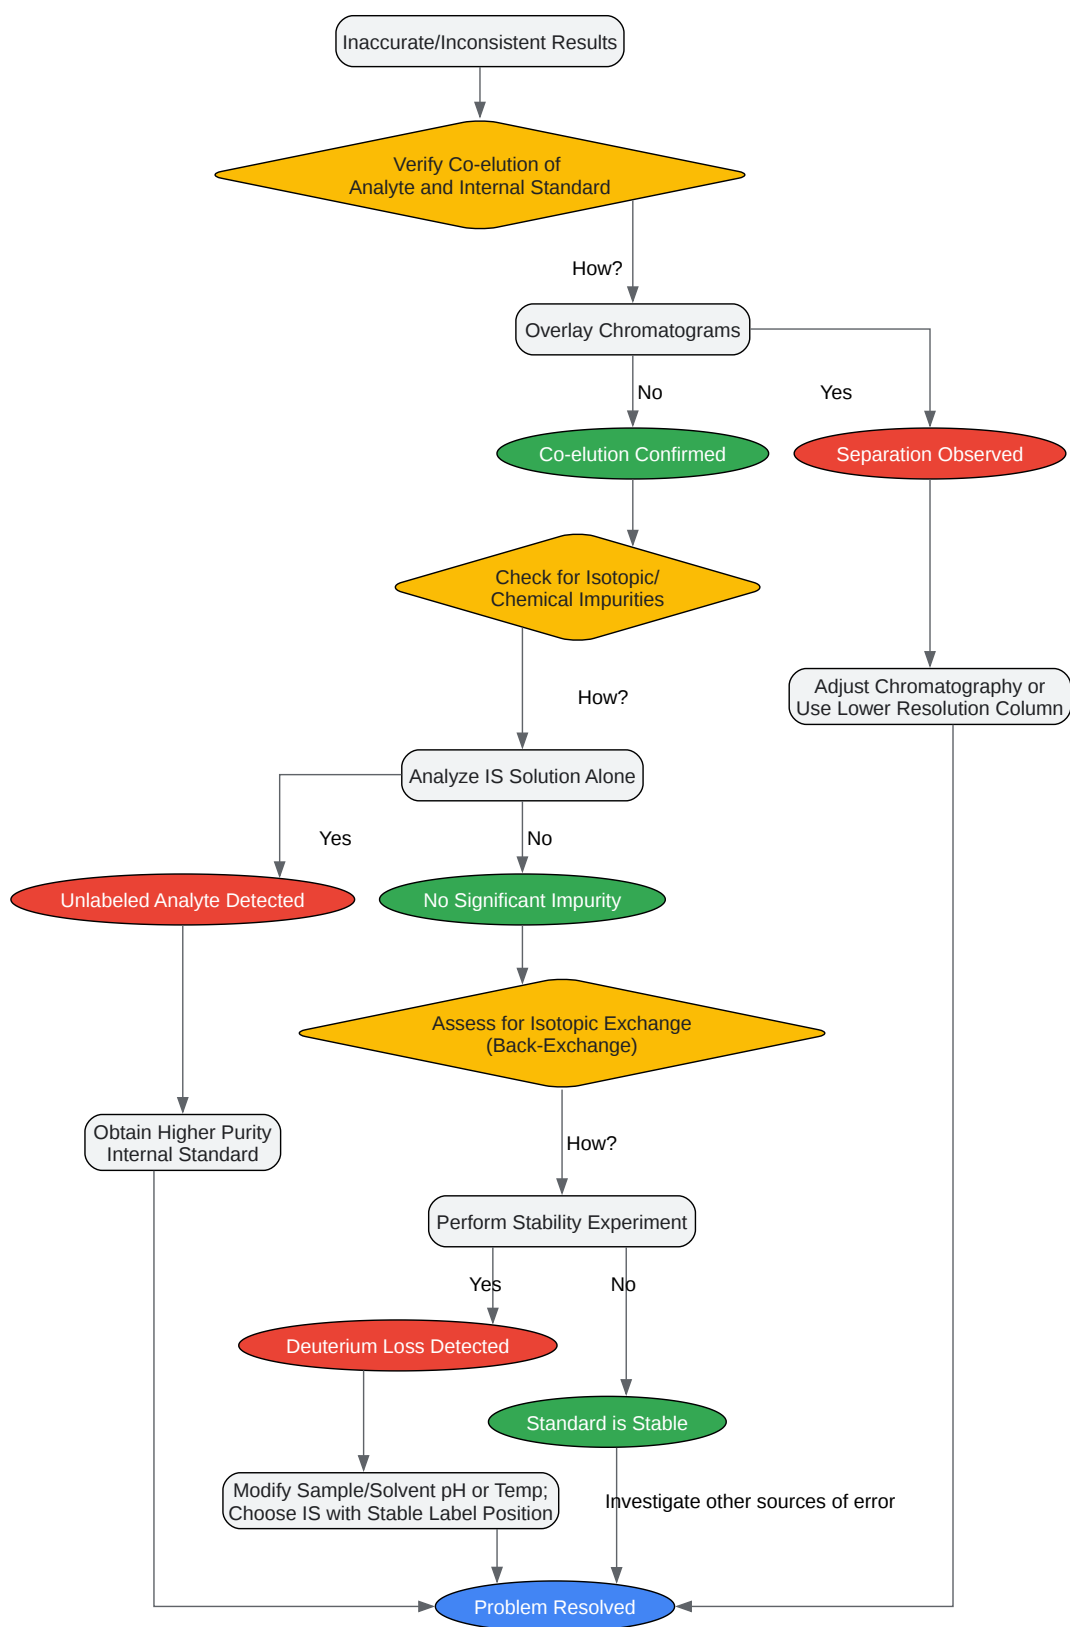 Inaccurate/Inconsistent Results
Verify Co-elution of
Analyte and Internal Standard
How?
Overlay Chromatograms
No
Yes
Co-elution Confirmed
Separation Observed
Check for Isotopic/
Chemical Impurities
How?
Adjust Chromatography or
Use Lower Resolution Column
Analyze IS Solution Alone
Yes
No
Unlabeled Analyte Detected
No Significant Impurity
Assess for Isotopic Exchange
(Back-Exchange)
Obtain Higher Purity
Internal Standard
How?
Perform Stability Experiment
Yes
No
Deuterium Loss Detected
Standard is Stable
Modify Sample/Solvent pH or Temp;
Choose IS with Stable Label Position
Investigate other sources of error
Problem Resolved